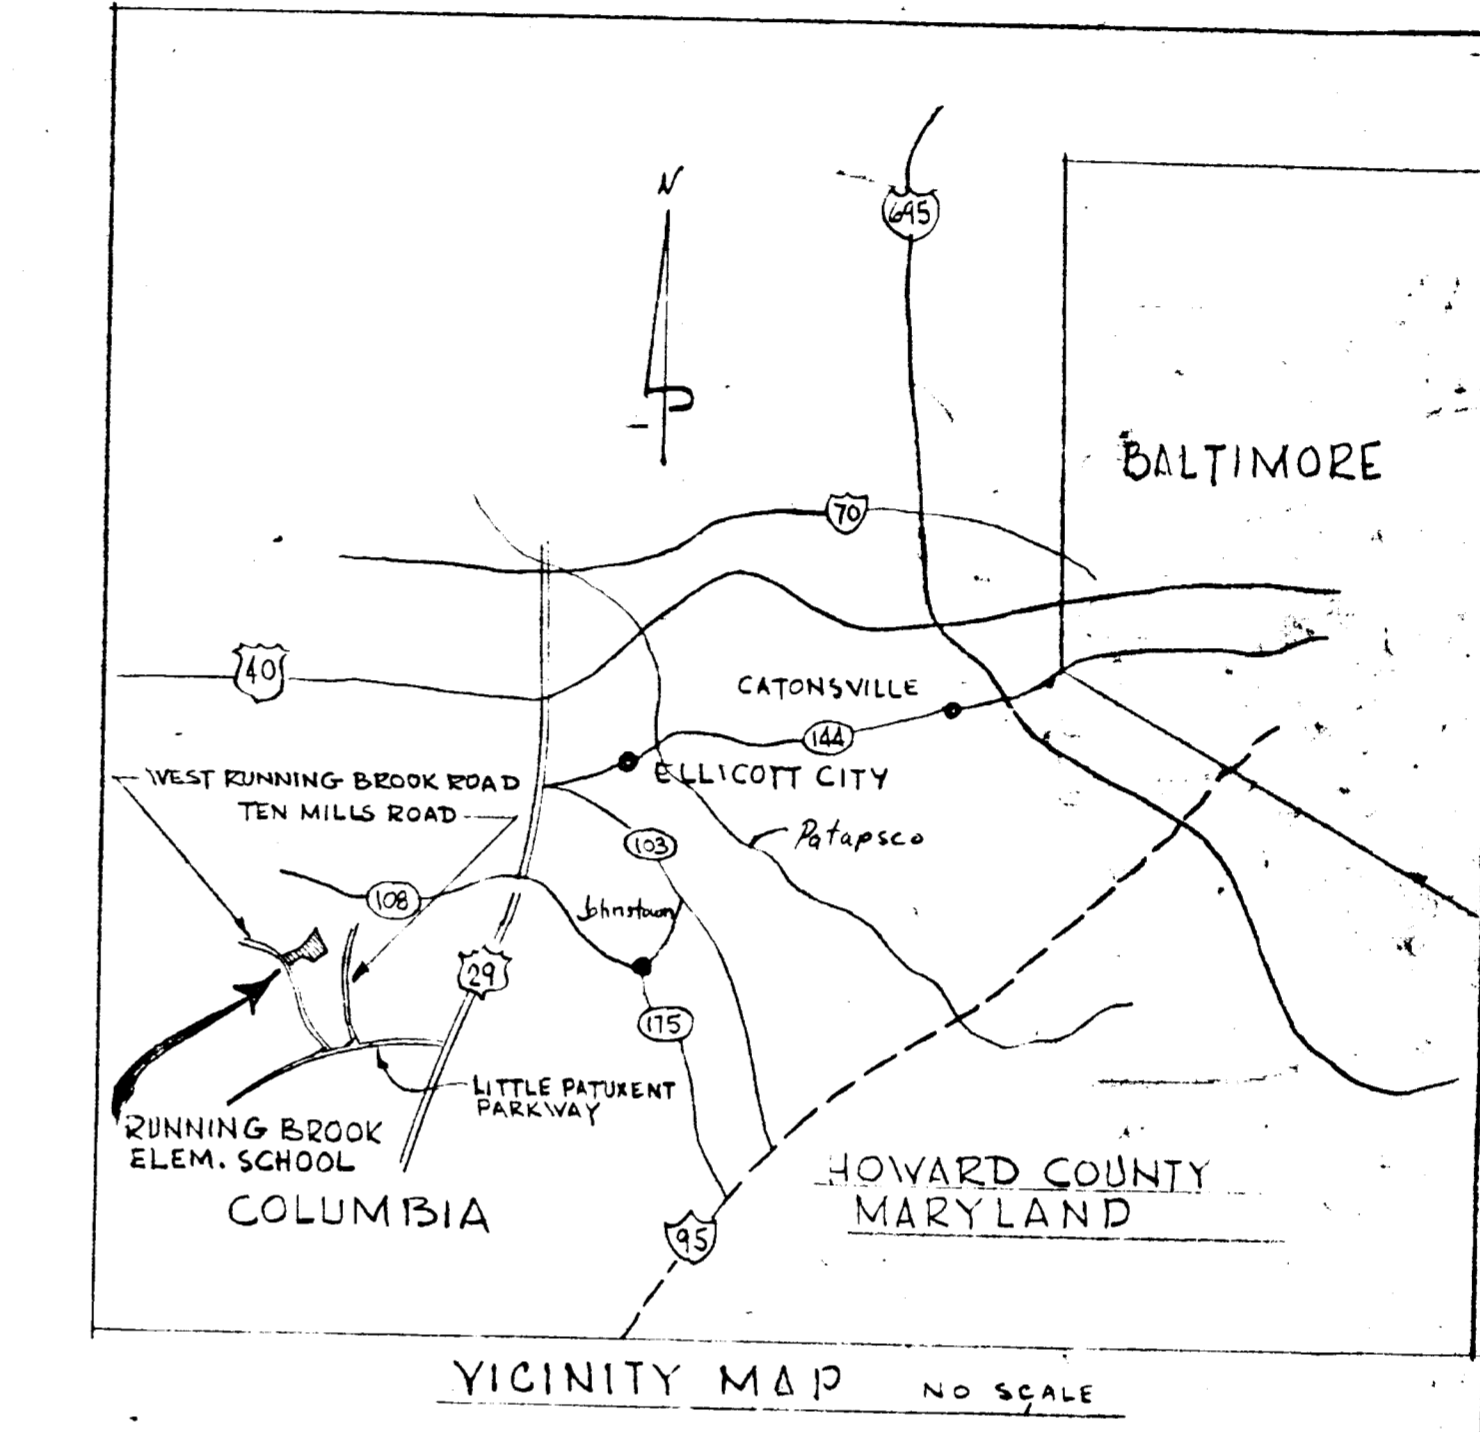 N
695
BALTIMORE
70
40
CATONSVILLE
144
WEST RUNNING BROOK ROAD
ELLICOTT CITY
TEN MILLS ROAD
Patapsco
103
108
Johnstown
29
175
LITTLE PATUXENT
PARKWAY
RUNNING BROOK
ELEM. SCHOOL
HOWARD COUNTY
MARYLAND
COLUMBIA
95
VICINITY MAP NO SCALE